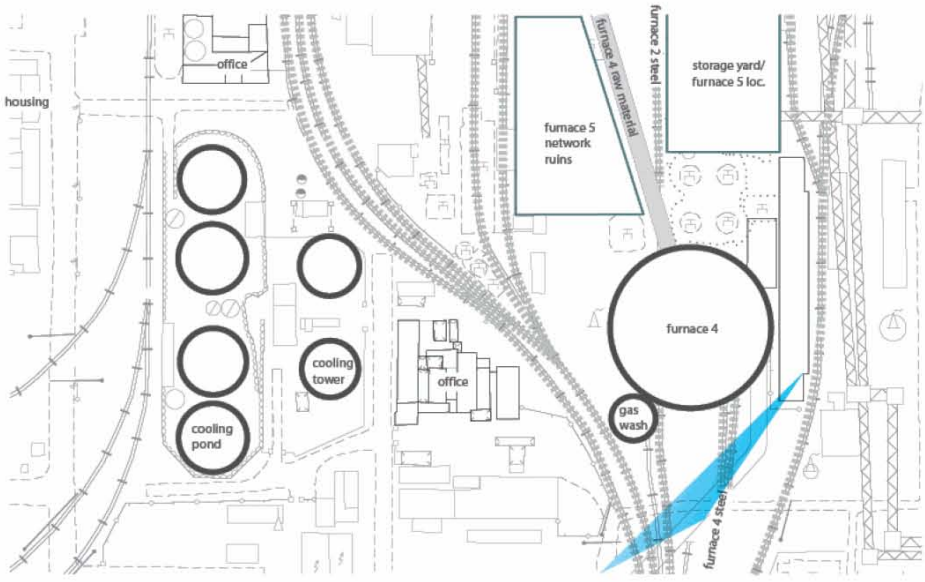 office
housing
furnace 4 raw material
furnace 2 steel
storage yard/
furnace 5 loc.
furnace 5
network
ruins
furnace 4
cooling
tower
office
gas
wash
cooling
pond
furnace 4 steel